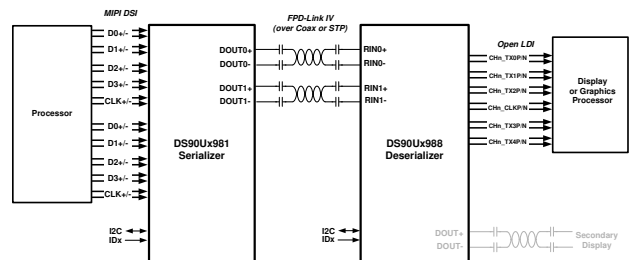 MIPI DSI
FPD-Link IV
(over Coax or STP)
Open LDI
Processor
D0+/-
D1+/-
D2+/-
D3+/-
CLK+/-
D0+/-
D1+/-
D2+/-
D3+/-
CLK+/-
I2C
IDx
DS90Ux981
Serializer
DOUT0+
DOUT0-
DOUT1+
DOUT1-
RIN0+
RIN0-
RIN1+
RIN1-
DS90Ux988
Deserializer
I2C
IDx
CHn_TX0P/N
CHn_TX1P/N
CHn_TX2P/N
CHn_CLKP/N
CHn_TX3P/N
CHn_TX4P/N
Display
or Graphics
Processor
DOUT+
DOUT-
Secondary
Display